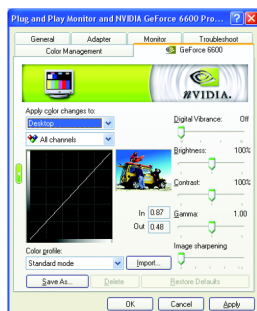 Plug and Play Monitor and NVIDIA GeForce 6600 Pro...
General Adapter Monitor Troubleshoot
Color Management GeForce 6600
nVIDIA.
Apply color changes to:
Desktop
All channels
Digital Vibrance: Off
Brightness: 100%
Contrast: 100%
In 0.87
Out 0.48
Gamma: 1.00
Image sharpening
Color profile:
Standard mode
Import...
Save As... Delete Restore Defaults
OK Cancel Apply